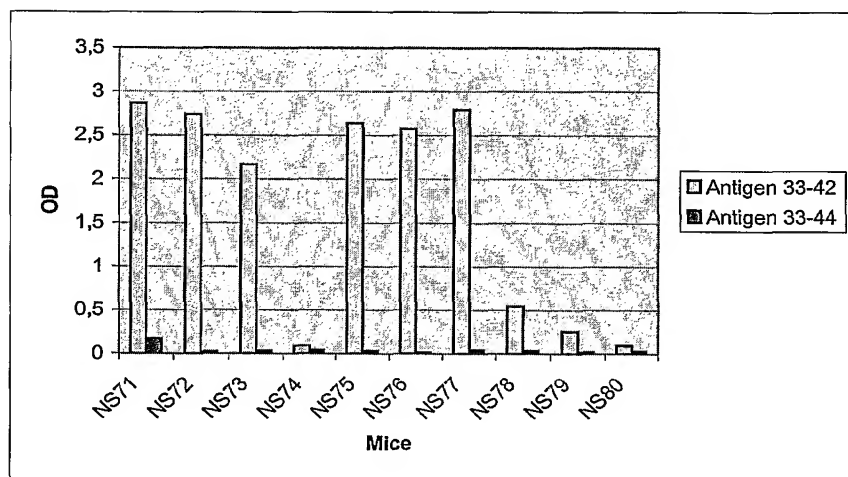 3,5
3
2,5
2
1,5
1
0,5
0
OD
NS71
NS72
NS73
NS74
NS75
NS76
NS77
NS78
NS79
NS80
Mice
Antigen 33-42
Antigen 33-44